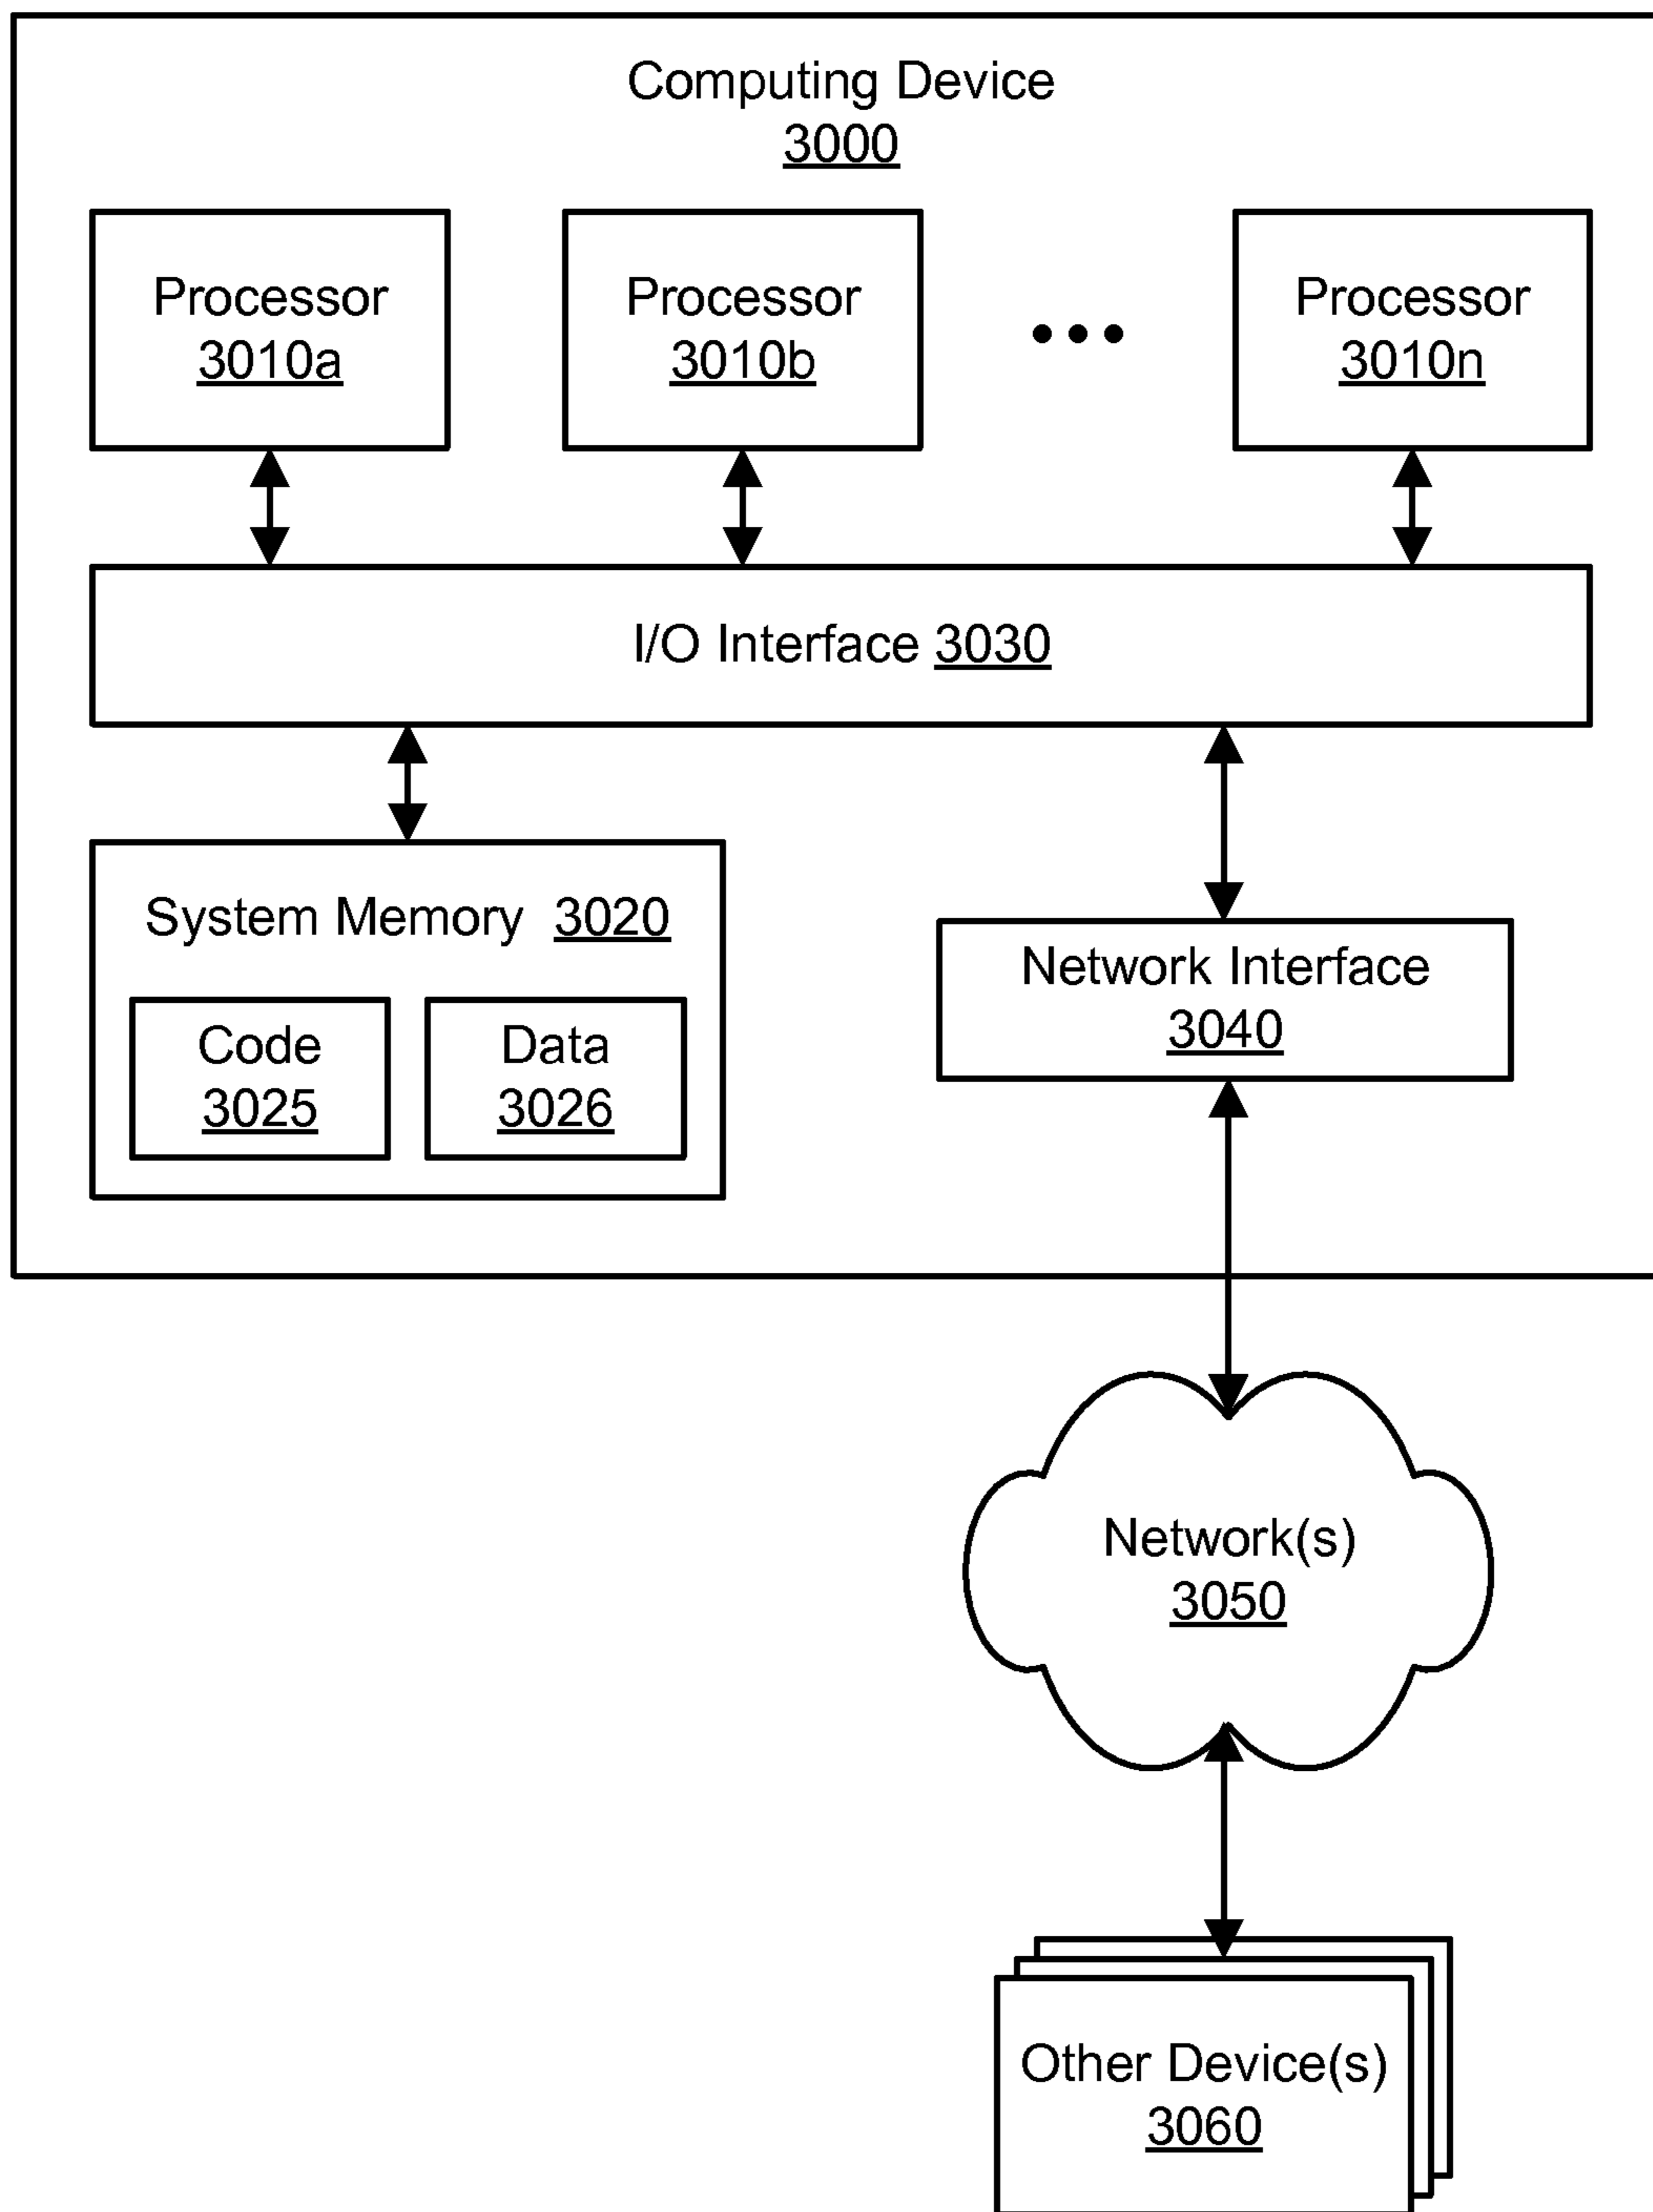 Computing Device
3000
Processor
3010a
Processor
3010b
Processor
3010n
I/O Interface 3030
System Memory 3020
Code
3025
Data
3026
Network Interface
3040
Network(s)
3050
Other Device(s)
3060